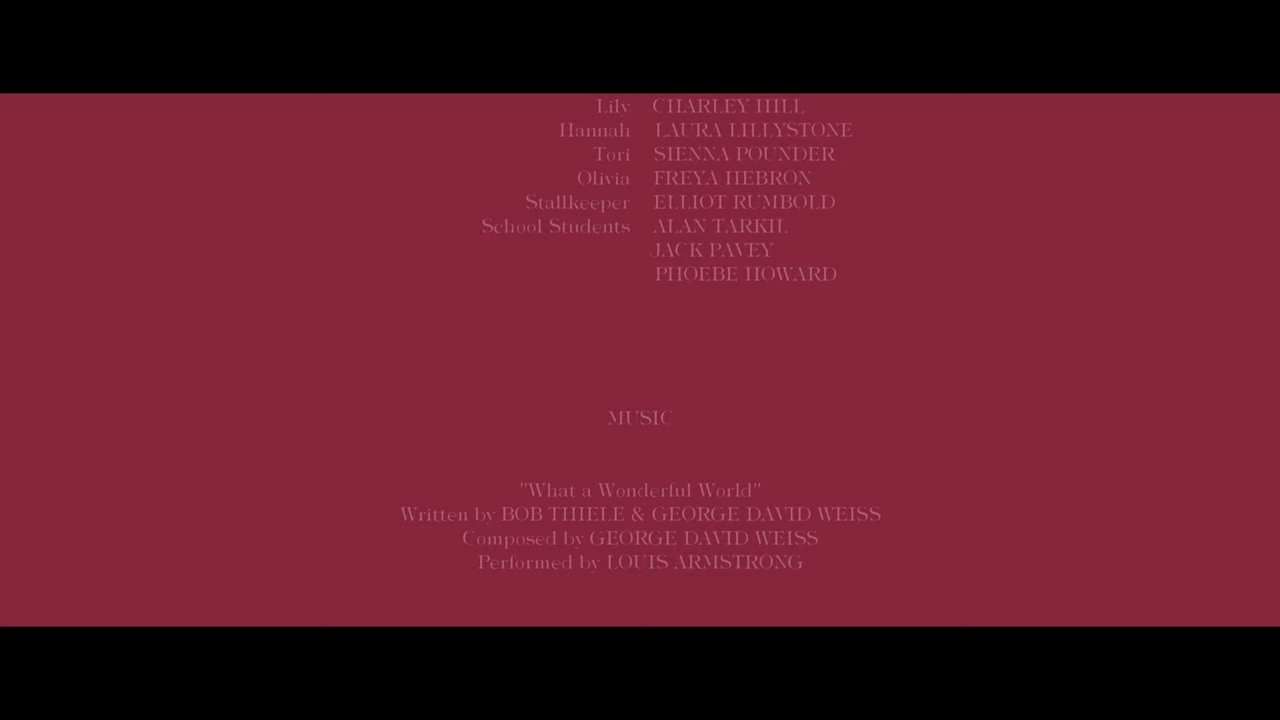 Lily CHARLEY HILL
Hannah LAURA LILLYSTONE
Tori SIENNA POUNDER
Olivia FREYA HEBRON
Stallkeeper ELLIOT RUMBOLD
School Students ALAN TARKIL
JACK PAVEY
PHOEBE HOWARD
MUSIC
"What a Wonderful World"
Written by BOB THIELE & GEORGE DAVID WEISS
Composed by GEORGE DAVID WEISS
Performed by LOUIS ARMSTRONG